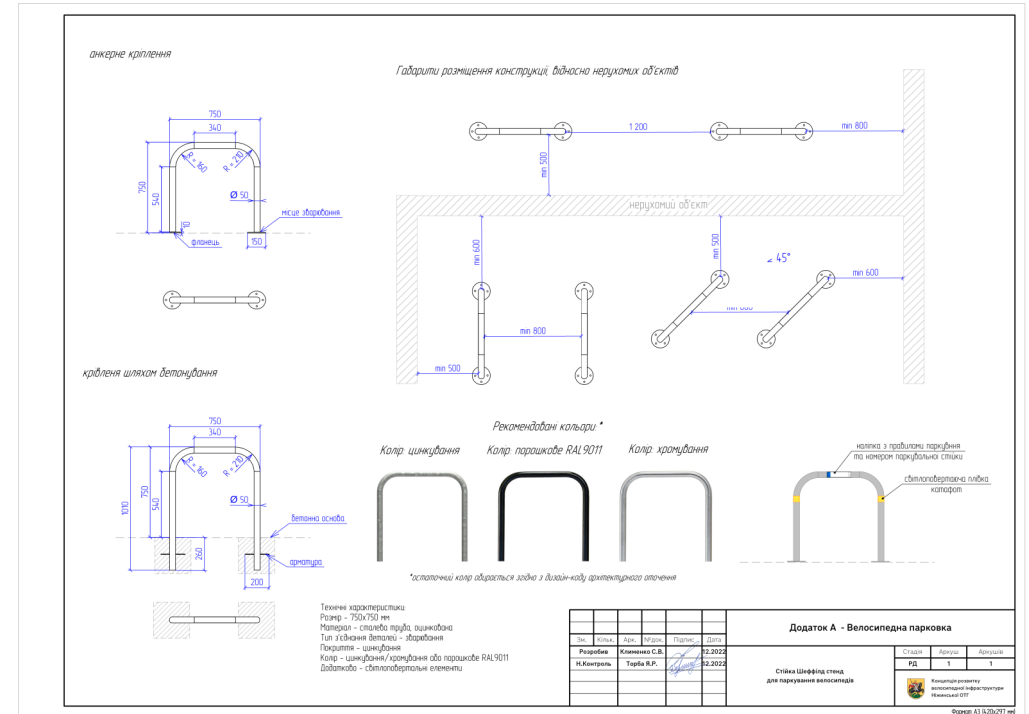 анкерне кріплення
Габарити розміщення конструкції, відносно нерухомих об'єктів
750
340
R = 160
R = 210
750
540
Ø 50
10
місце зварювання
фланець
150
1 200
min 800
min 500
нерухомий об'єкт
min 600
min 500
≤ 45°
min 600
min 800
min 500
крівленя шляхом бетонування
750
340
R = 160
R = 210
1010
750
540
Ø 50
бетонна основа
260
арматура
200
Рекомендовані кольори:*
Колір: цинкування
Колір: порошкове RAL9011
Колір: хромування
наліпка з правилами паркування
та номером паркувальної стійки
світлоповертаюча плівка
катафот
*остаточний колір обирається згідно з дизайн-коду архітектурного оточення
Технічні характеристики:
Розмір - 750х750 мм
Матеріал - сталева труба, оцинкована
Тип з'єднання деталей - зварювання
Покриття - цинкування
Колір - цинкування/хромування або порошкове RAL9011
Додатково - світлоповертальні елементи
Зм. Кільк. Арк. №док. Підпис Дата
Розробив Клименко С.В. 12.2022
Н.Контроль Торба Я.Р. 12.2022
Додаток А - Велосипедна парковка
Стійка Шеффілд стенд
для паркування велосипедів
Стадія Аркуш Аркушів
РД 1 1
Концепція розвитку
велосипедної інфраструктури
Ніжинської ОТГ
Формат А3 (420х297 мм)